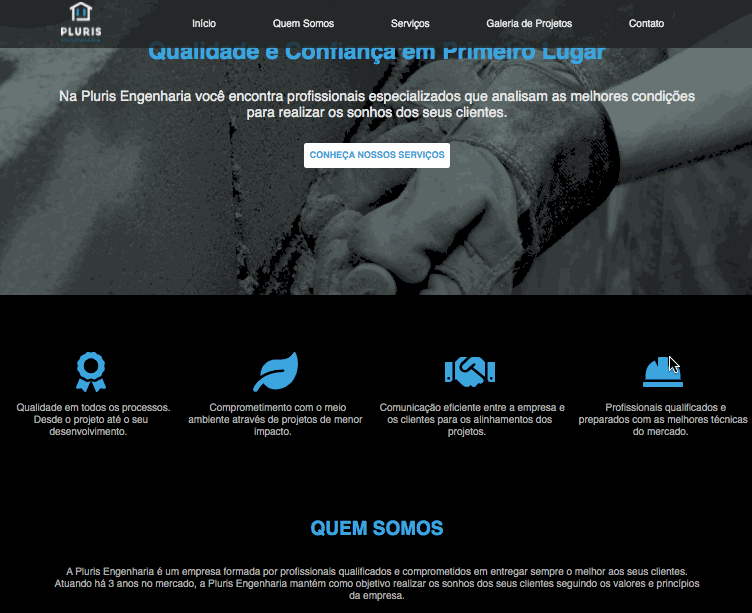 PLURIS
Início
Quem Somos
Serviços
Galeria de Projetos
Contato
Qualidade e Confiança em Primeiro Lugar
Na Pluris Engenharia você encontra profissionais especializados que analisam as melhores condições
para realizar os sonhos dos seus clientes.
CONHEÇA NOSSOS SERVIÇOS
Qualidade em todos os processos.
Desde o projeto até o seu
desenvolvimento.
Comprometimento com o meio
ambiente através de projetos de menor
impacto.
Comunicação eficiente entre a empresa e
os clientes para os alinhamentos dos
projetos.
Profissionais qualificados e
preparados com as melhores técnicas
do mercado.
QUEM SOMOS
A Pluris Engenharia é um empresa formada por profissionais qualificados e comprometidos em entregar sempre o melhor aos seus clientes.
Atuando há 3 anos no mercado, a Pluris Engenharia mantém como objetivo realizar os sonhos dos seus clientes seguindo os valores e princípios
da empresa.